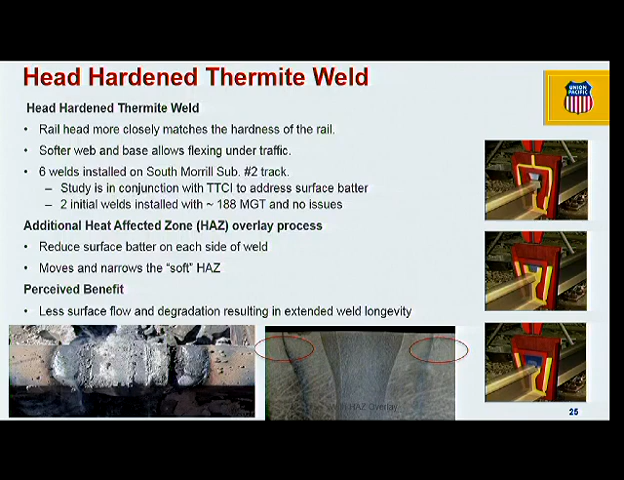 Head Hardened Thermite Weld
UNION
PACIFIC
Head Hardened Thermite Weld
• Rail head more closely matches the hardness of the rail.
• Softer web and base allows flexing under traffic.
• 6 welds installed on South Morrill Sub. #2 track.
– Study is in conjunction with TTCI to address surface batter
– 2 initial welds installed with ~ 188 MGT and no issues
Additional Heat Affected Zone (HAZ) overlay process
• Reduce surface batter on each side of weld
• Moves and narrows the “soft” HAZ
Perceived Benefit
• Less surface flow and degradation resulting in extended weld longevity
HAZ Overlay
25